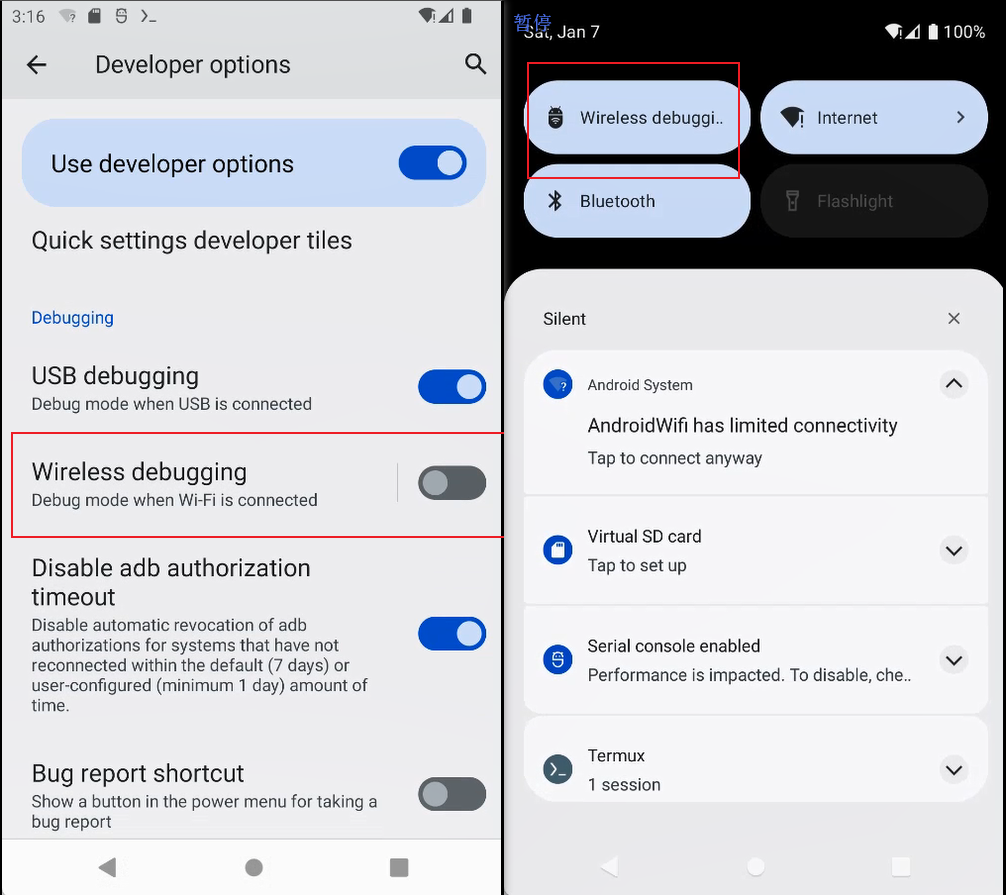 3:16
Developer options
Use developer options
Quick settings developer tiles
Debugging
USB debugging
Debug mode when USB is connected
Wireless debugging
Debug mode when Wi-Fi is connected
Disable adb authorization
timeout
Disable automatic revocation of adb
authorizations for systems that have not
reconnected within the default (7 days) or
user-configured (minimum 1 day) amount of
time.
Bug report shortcut
Show a button in the power menu for taking a
bug report
暂停
Sat, Jan 7
100%
Wireless debuggi..
Internet
Bluetooth
Flashlight
Silent
Android System
AndroidWifi has limited connectivity
Tap to connect anyway
Virtual SD card
Tap to set up
Serial console enabled
Performance is impacted. To disable, che..
Termux
1 session